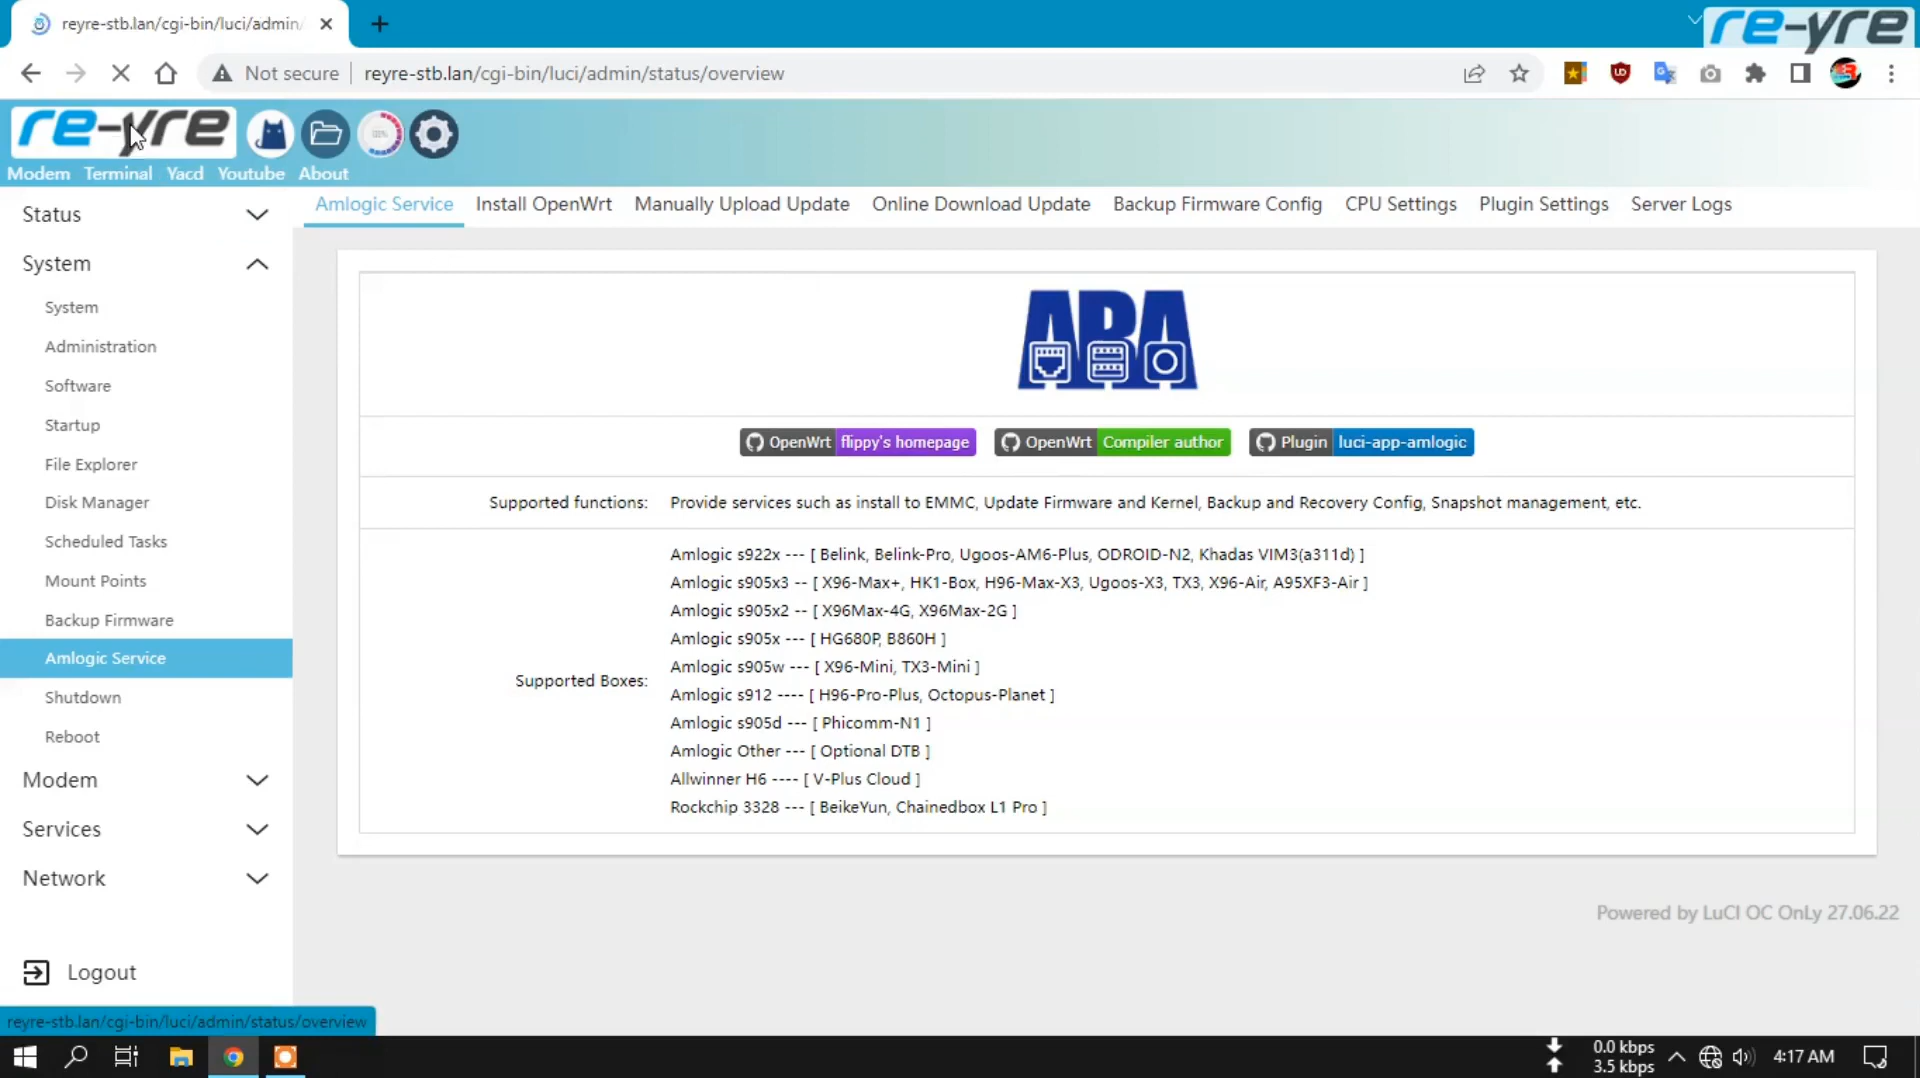 reyre-stb.lan/cgi-bin/luci/admin/
re-yre
Not secure
reyre-stb.lan/cgi-bin/luci/admin/status/overview
re-yre
Modem Terminal Yacd Youtube About
Status
System
System
Administration
Software
Startup
File Explorer
Disk Manager
Scheduled Tasks
Mount Points
Backup Firmware
Amlogic Service
Shutdown
Reboot
Modem
Services
Network
Logout
Amlogic Service Install OpenWrt Manually Upload Update Online Download Update Backup Firmware Config CPU Settings Plugin Settings Server Logs
ABA
OpenWrt flippy's homepage OpenWrt Compiler author Plugin luci-app-amlogic
Supported functions: Provide services such as install to EMMC, Update Firmware and Kernel, Backup and Recovery Config, Snapshot management, etc.
Supported Boxes:
Amlogic s922x --- [ Belink, Belink-Pro, Ugoos-AM6-Plus, ODROID-N2, Khadas VIM3(a311d) ]
Amlogic s905x3 -- [ X96-Max+, HK1-Box, H96-Max-X3, Ugoos-X3, TX3, X96-Air, A95XF3-Air ]
Amlogic s905x2 -- [ X96Max-4G, X96Max-2G ]
Amlogic s905x --- [ HG680P, B860H ]
Amlogic s905w --- [ X96-Mini, TX3-Mini ]
Amlogic s912 ---- [ H96-Pro-Plus, Octopus-Planet ]
Amlogic s905d --- [ Phicomm-N1 ]
Amlogic Other --- [ Optional DTB ]
Allwinner H6 ---- [ V-Plus Cloud ]
Rockchip 3328 --- [ BeikeYun, Chainedbox L1 Pro ]
Powered by LuCI OC OnLy 27.06.22
reyre-stb.lan/cgi-bin/luci/admin/status/overview
0.0 kbps
3.5 kbps
4:17 AM